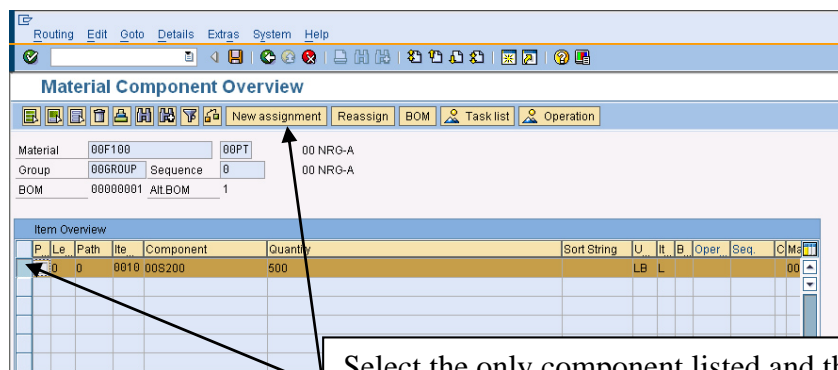 Routing Edit Goto Details Extras System Help
Material Component Overview
New assignment Reassign BOM Task list Operation
Material 00F100 00PT 00 NRG-A
Group 00GROUP Sequence 0 00 NRG-A
BOM 00000001 Alt.BOM 1
Item Overview
P.. Le.. Path Ite... Component Quantity Sort String U... It.. B.. Oper... Seq. C Ma
0 0 0010 00S200 500 LB L 00
Select the only component listed and